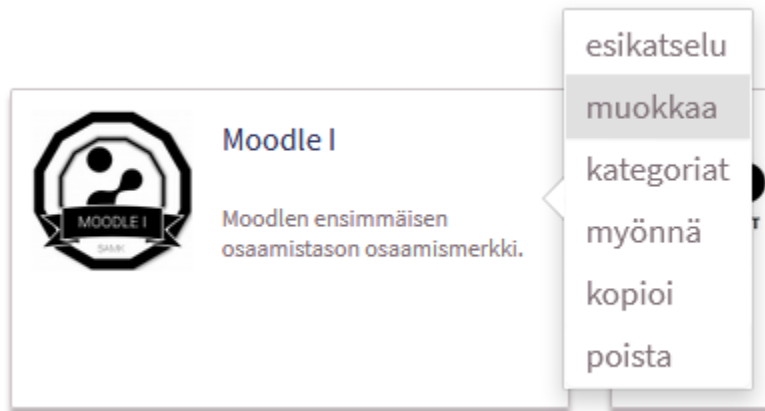 Moodle I
MOODLE I
SAMK
Moodlen ensimmäisen
osaamistason osaamismerkki.
esikatselu
muokkaa
kategoriat
myönnä
kopioi
poista
T